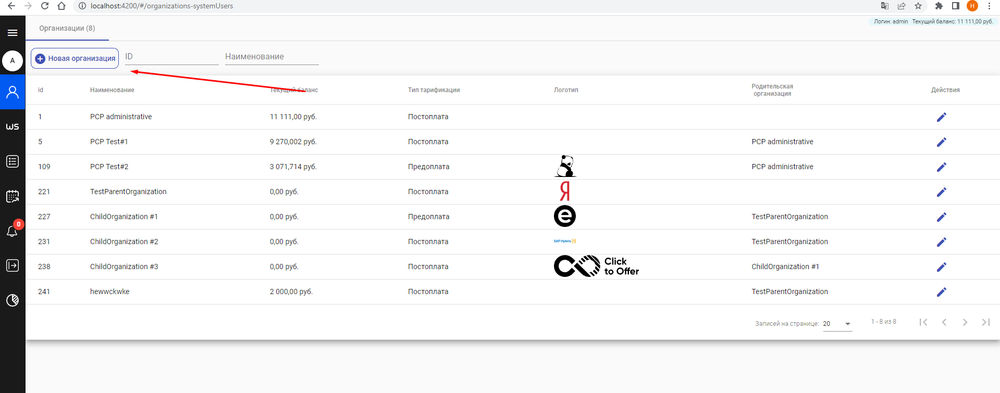 localhost:4200/#/organizations-systemUsers
H
Организации (8)
Логин: admin Текущий баланс: 11 111,00 руб.
A
Новая организация
ID
Наименование
id Наименование Текущий баланс Тип тарификации Логотип Родительская организация Действия
1 PCP administrative 11 111,00 руб. Постоплата
WS
5 PCP Test#1 9 270,002 руб. Постоплата PCP administrative
109 PCP Test#2 3 071,714 руб. Предоплата PCP administrative
221 TestParentOrganization 0,00 руб. Постоплата Я
227 ChildOrganization #1 0,00 руб. Предоплата e TestParentOrganization
0
231 ChildOrganization #2 0,00 руб. Постоплата SAP Hybris (y) TestParentOrganization
238 ChildOrganization #3 0,00 руб. Постоплата Click to Offer ChildOrganization #1
241 hewwckwke 2 000,00 руб. Постоплата TestParentOrganization
Записей на странице: 20 1 - 8 из 8